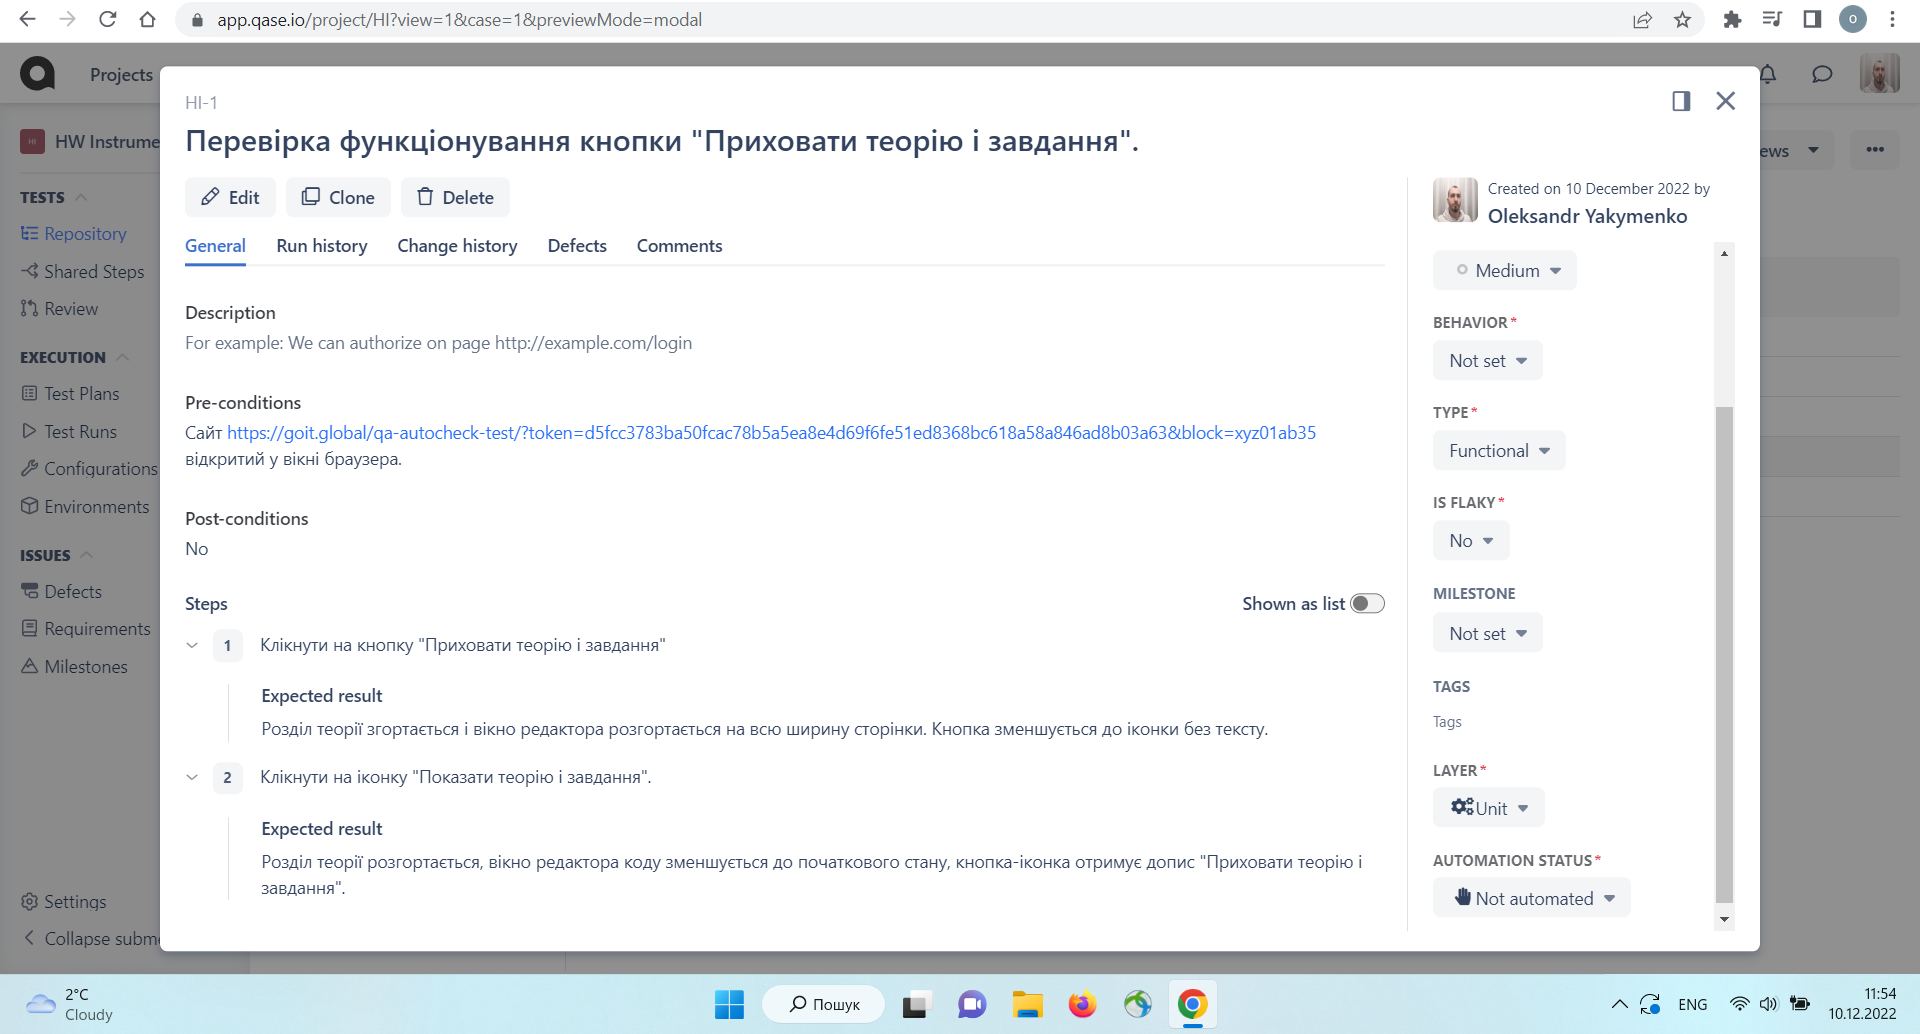 app.qase.io/project/HI?view=1&case=1&previewMode=modal
o
Projects
HI-1
Перевірка функціонування кнопки "Приховати теорію і завдання".
HI
HW Instrume
ews
Edit
Clone
Delete
Created on 10 December 2022 by
Oleksandr Yakymenko
TESTS
Repository
Shared Steps
Review
EXECUTION
Test Plans
Test Runs
Configurations
Environments
ISSUES
Defects
Requirements
Milestones
Settings
Collapse subm
General
Run history
Change history
Defects
Comments
Description
For example: We can authorize on page http://example.com/login
Pre-conditions
Сайт https://goit.global/qa-autocheck-test/?token=d5fcc3783ba50fcac78b5a5ea8e4d69f6fe51ed8368bc618a58a846ad8b03a63&block=xyz01ab35
відкритий у вікні браузера.
Post-conditions
No
Steps
Shown as list
1 Клікнути на кнопку "Приховати теорію і завдання"
Expected result
Розділ теорії згортається і вікно редактора розгортається на всю ширину сторінки. Кнопка зменшується до іконки без тексту.
2 Клікнути на іконку "Показати теорію і завдання".
Expected result
Розділ теорії розгортається, вікно редактора коду зменшується до початкового стану, кнопка-іконка отримує допис "Приховати теорію і
завдання".
Medium
BEHAVIOR*
Not set
TYPE*
Functional
IS FLAKY*
No
MILESTONE
Not set
TAGS
Tags
LAYER*
Unit
AUTOMATION STATUS*
Not automated
2°C
Cloudy
Пошук
ENG
11:54
10.12.2022